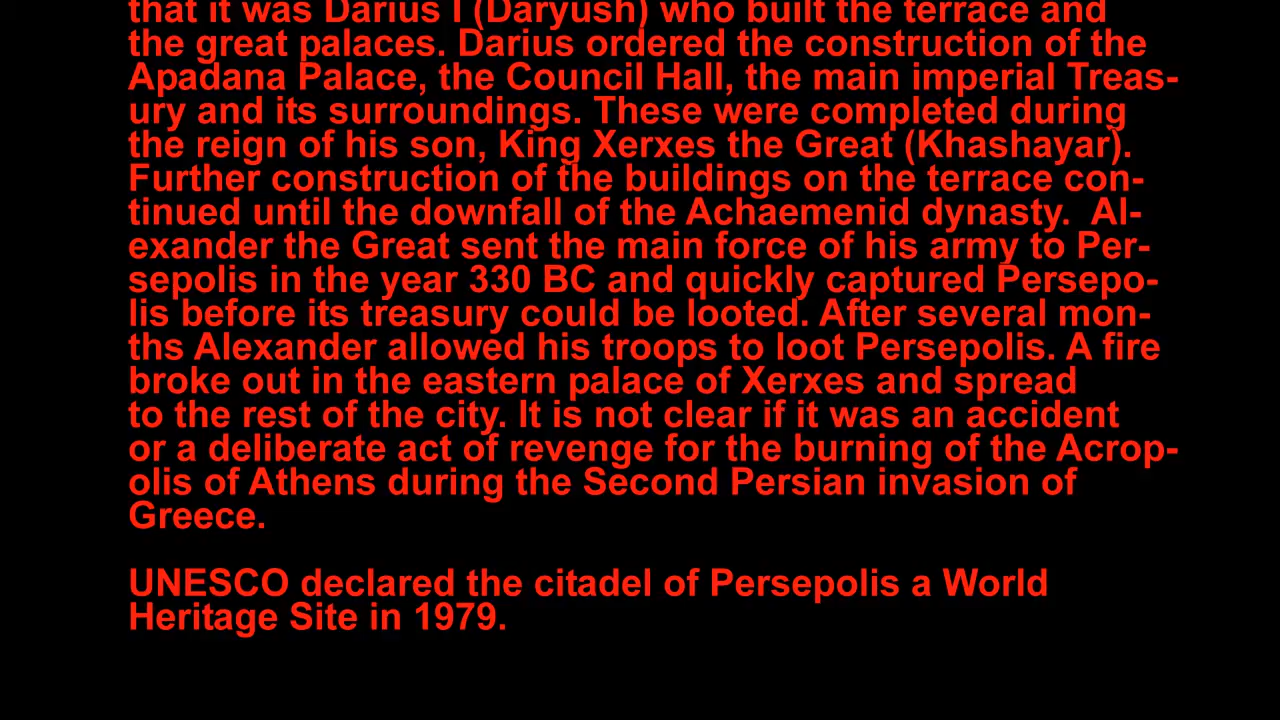 that it was Darius I (Daryush) who built the terrace and
the great palaces. Darius ordered the construction of the
Apadana Palace, the Council Hall, the main imperial Treas-
ury and its surroundings. These were completed during
the reign of his son, King Xerxes the Great (Khashayar).
Further construction of the buildings on the terrace con-
tinued until the downfall of the Achaemenid dynasty.  Al-
exander the Great sent the main force of his army to Per-
sepolis in the year 330 BC and quickly captured Persepo-
lis before its treasury could be looted. After several mon-
ths Alexander allowed his troops to loot Persepolis. A fire
broke out in the eastern palace of Xerxes and spread
to the rest of the city. It is not clear if it was an accident
or a deliberate act of revenge for the burning of the Acrop-
olis of Athens during the Second Persian invasion of
Greece.

UNESCO declared the citadel of Persepolis a World
Heritage Site in 1979.